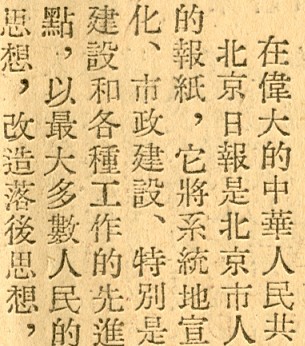 在偉大的中華人民共
北京日報是北京市人
的報紙，它將系統地宣
化、市政建設、特別是
建設和各種工作的先進
點，以最大多數人民的
思想，改造落後思想，